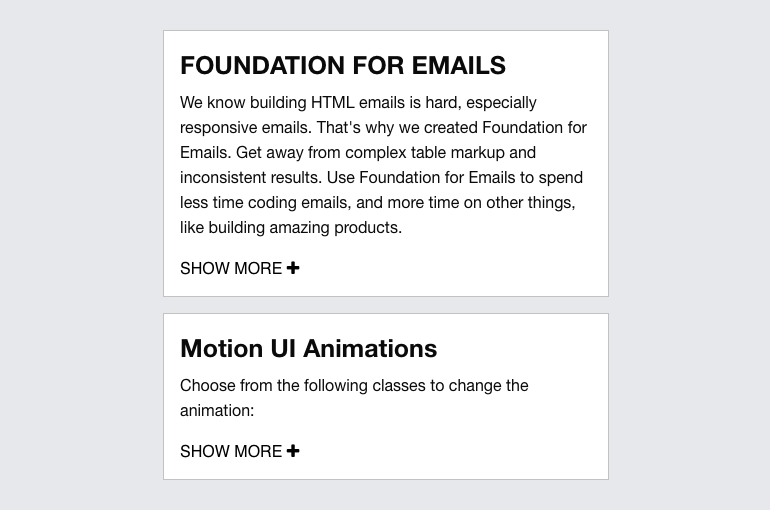 FOUNDATION FOR EMAILS
We know building HTML emails is hard, especially
responsive emails. That's why we created Foundation for
Emails. Get away from complex table markup and
inconsistent results. Use Foundation for Emails to spend
less time coding emails, and more time on other things,
like building amazing products.
SHOW MORE ✚
Motion UI Animations
Choose from the following classes to change the
animation:
SHOW MORE ✚